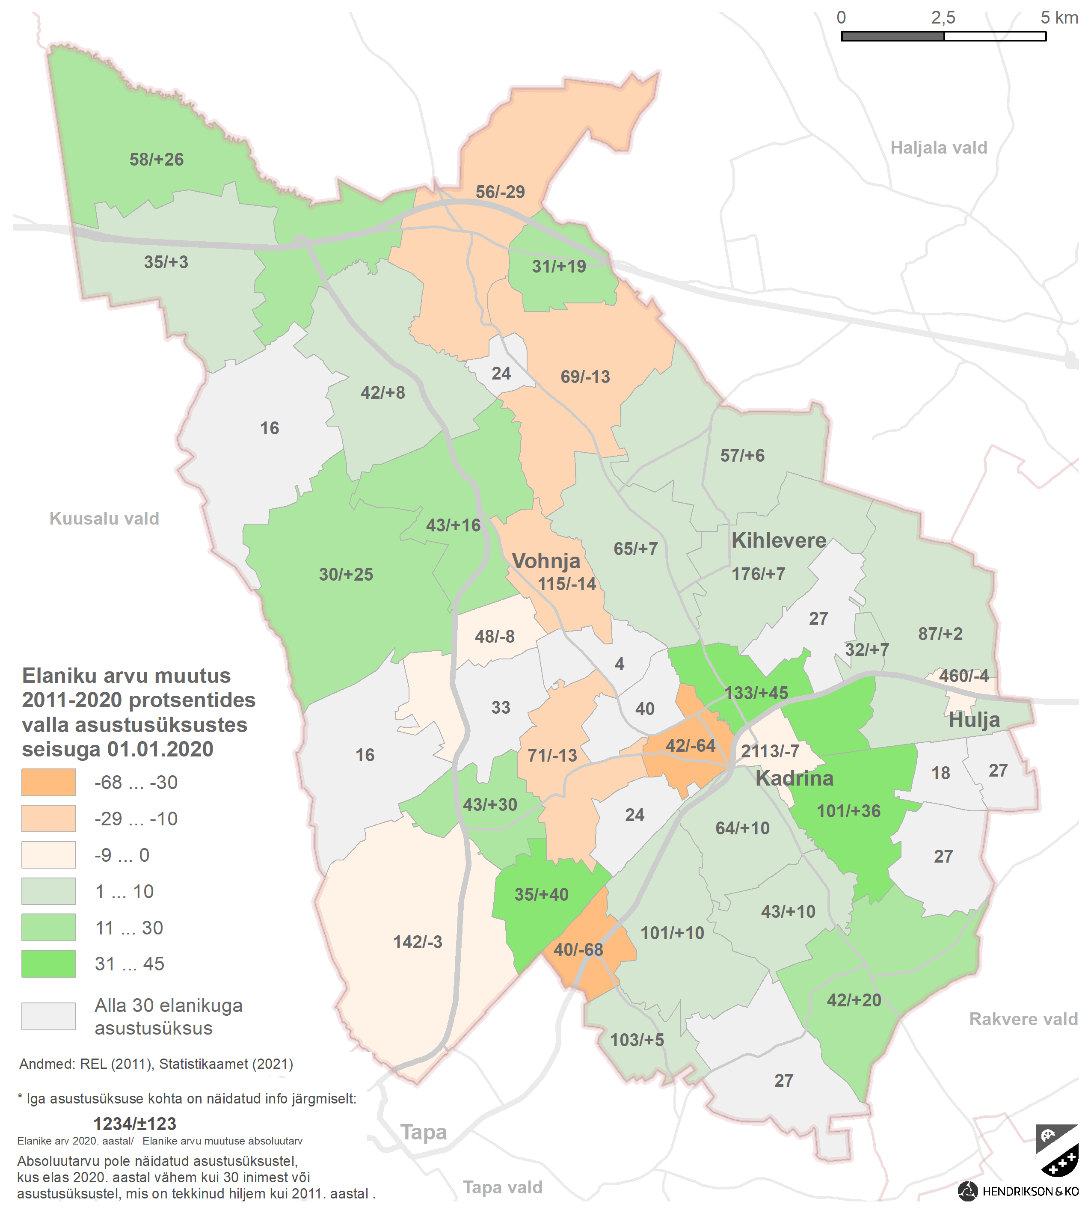 0 2,5 5 km
Haljala vald
58/+26
56/-29
35/+3
31/+19
24
69/-13
42/+8
16
57/+6
Kuusalu vald
43/+16
65/+7
Kihlevere
Vohnja
115/-14
176/+7
30/+25
27
48/-8
87/+2
32/+7
4
460/-4
133/+45
33
40
Hulja
16
71/-13
42/-64
2113/-7
Kadrina
18
27
43/+30
24
101/+36
64/+10
27
35/+40
43/+10
142/-3
40/-68
101/+10
42/+20
Rakvere vald
103/+5
27
Tapa
Tapa vald
Elaniku arvu muutus
2011-2020 protsentides
valla asustusüksustes
seisuga 01.01.2020
-68 ... -30
-29 ... -10
-9 ... 0
1 ... 10
11 ... 30
31 ... 45
Alla 30 elanikuga
asustusüksus
Andmed: REL (2011), Statistikaamet (2021)
* Iga asustusüksuse kohta on näidatud info järgmiselt:
1234/±123
Elanike arv 2020. aastal/ Elanike arvu muutuse absoluutarv
Absoluutarvu pole näidatud asustusüksustel,
kus elas 2020. aastal vähem kui 30 inimest või
asustusüksustel, mis on tekkinud hiljem kui 2011. aastal .
HENDRIKSON & KO